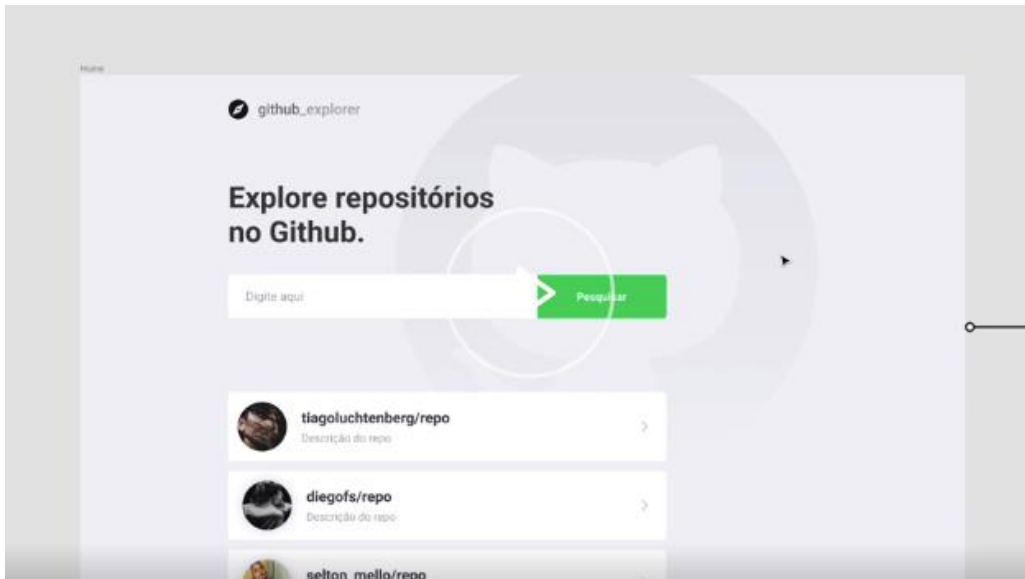 Home
github_explorer
Explore repositórios
no Github.
Digite aqui
Pesquisar
tiagoluchtenberg/repo
Descrição do repo
diegofs/repo
Descrição do repo
selton_mello/repo